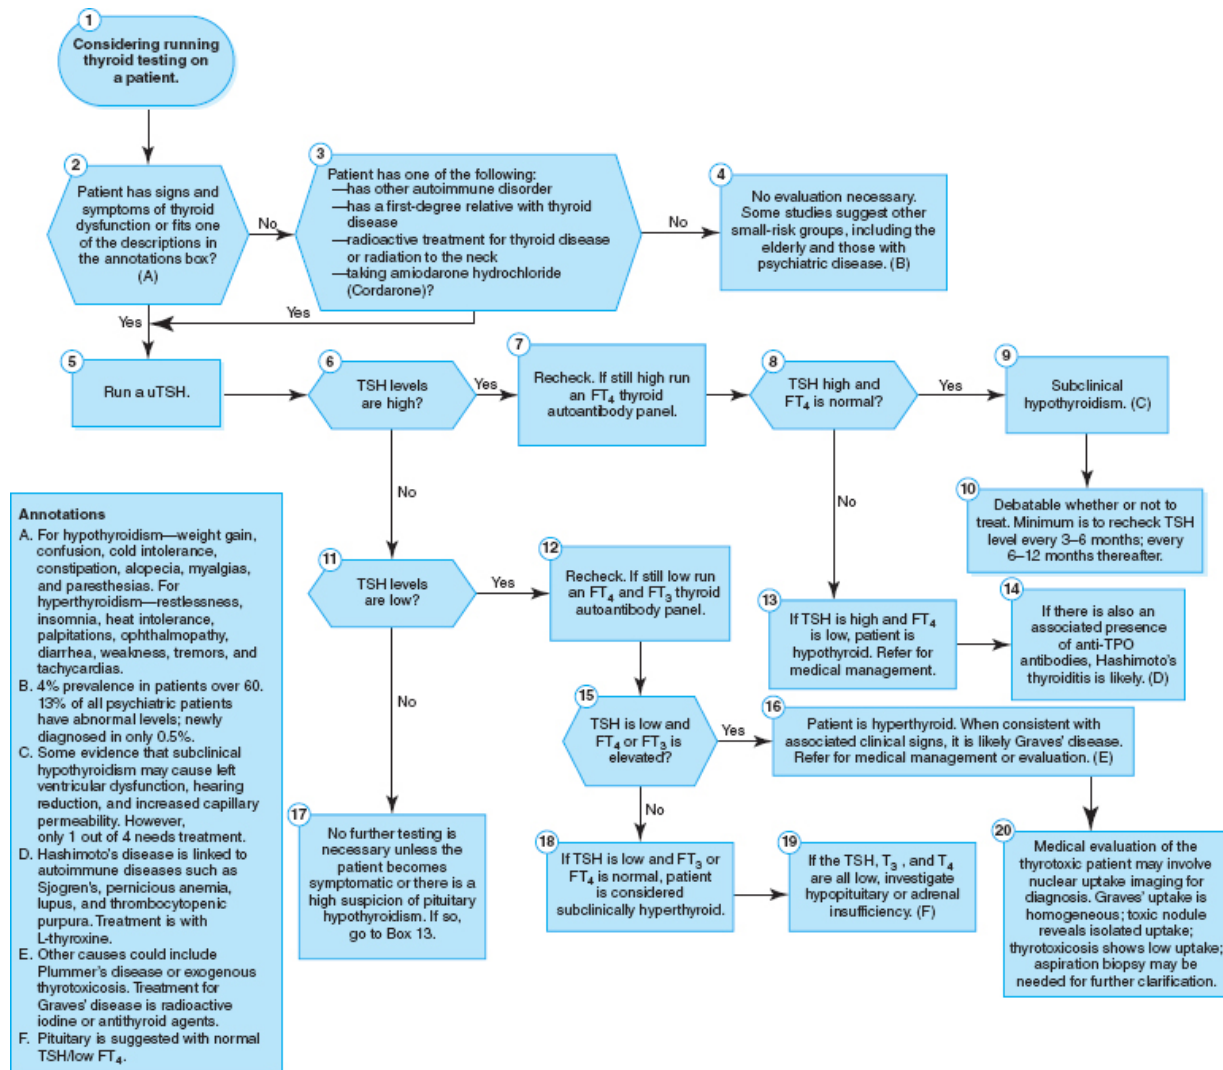 1
Considering running
thyroid testing on
a patient.
2
Patient has signs and
symptoms of thyroid
dysfunction or fits one
of the descriptions in
the annotations box?
(A)
No
3
Patient has one of the following:
—has other autoimmune disorder
—has a first-degree relative with thyroid
disease
—radioactive treatment for thyroid disease
or radiation to the neck
—taking amiodarone hydrochloride
(Cordarone)?
No
4
No evaluation necessary.
Some studies suggest other
small-risk groups, including the
elderly and those with
psychiatric disease. (B)
Yes
Yes
5
Run a uTSH.
6
TSH levels
are high?
Yes
7
Recheck. If still high run
an FT4 thyroid
autoantibody panel.
8
TSH high and
FT4 is normal?
Yes
9
Subclinical
hypothyroidism. (C)
No
No
10
Debatable whether or not to
treat. Minimum is to recheck TSH
level every 3–6 months; every
6–12 months thereafter.
11
TSH levels
are low?
Yes
12
Recheck. If still low run
an FT4 and FT3 thyroid
autoantibody panel.
13
If TSH is high and FT4
is low, patient is
hypothyroid. Refer for
medical management.
14
If there is also an
associated presence
of anti-TPO
antibodies, Hashimoto's
thyroiditis is likely. (D)
No
15
TSH is low and
FT4 or FT3 is
elevated?
Yes
16
Patient is hyperthyroid. When consistent with
associated clinical signs, it is likely Graves' disease.
Refer for medical management or evaluation. (E)
No
17
No further testing is
necessary unless the
patient becomes
symptomatic or there is a
high suspicion of pituitary
hypothyroidism. If so,
go to Box 13.
18
If TSH is low and FT3 or
FT4 is normal, patient
is considered
subclinically hyperthyroid.
19
If the TSH, T3 , and T4
are all low, investigate
hypopituitary or adrenal
insufficiency. (F)
20
Medical evaluation of the
thyrotoxic patient may involve
nuclear uptake imaging for
diagnosis. Graves' uptake is
homogeneous; toxic nodule
reveals isolated uptake;
thyrotoxicosis shows low uptake;
aspiration biopsy may be
needed for further clarification.
Annotations
A. For hypothyroidism—weight gain,
confusion, cold intolerance,
constipation, alopecia, myalgias,
and paresthesias. For
hyperthyroidism—restlessness,
insomnia, heat intolerance,
palpitations, ophthalmopathy,
diarrhea, weakness, tremors, and
tachycardias.
B. 4% prevalence in patients over 60.
13% of all psychiatric patients
have abnormal levels; newly
diagnosed in only 0.5%.
C. Some evidence that subclinical
hypothyroidism may cause left
ventricular dysfunction, hearing
reduction, and increased capillary
permeability. However,
only 1 out of 4 needs treatment.
D. Hashimoto's disease is linked to
autoimmune diseases such as
Sjogren's, pernicious anemia,
lupus, and thrombocytopenic
purpura. Treatment is with
L-thyroxine.
E. Other causes could include
Plummer's disease or exogenous
thyrotoxicosis. Treatment for
Graves' disease is radioactive
iodine or antithyroid agents.
F. Pituitary is suggested with normal
TSH/low FT4.